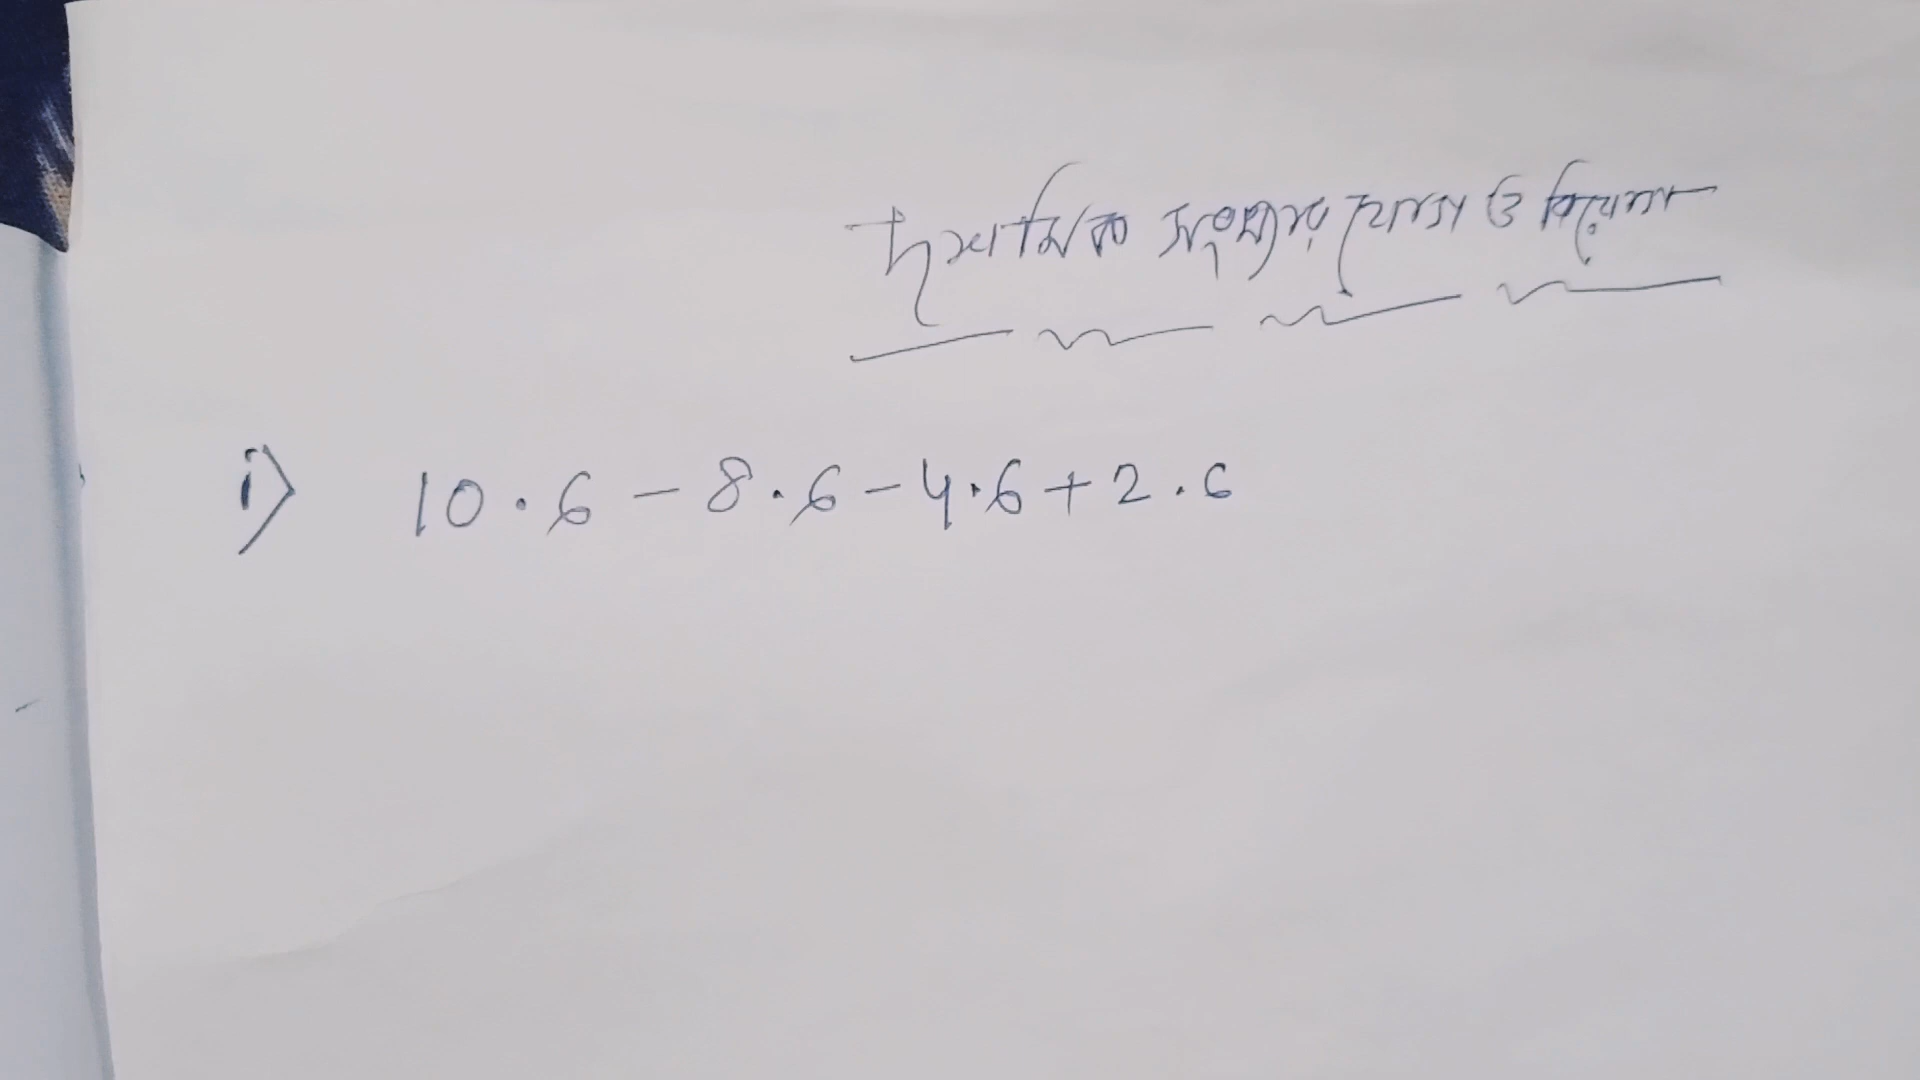 দশমিক সংখ্যার যোগ ও বিয়োগ
i) 10.6 - 8.6 - 4.6 + 2.6